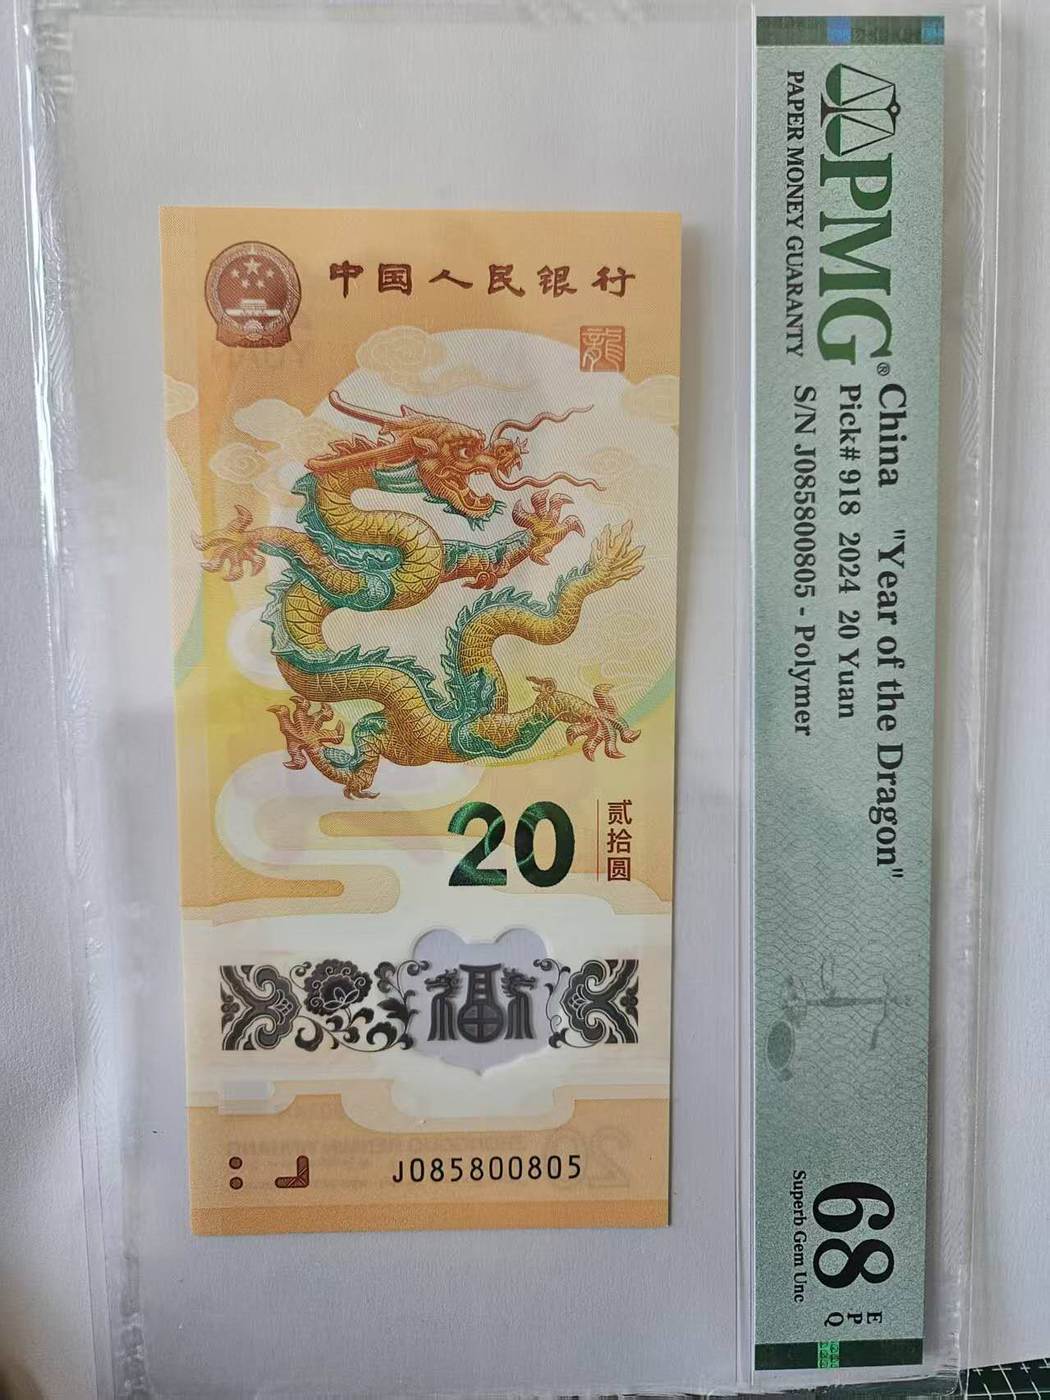 中国人民银行
龍
20
贰拾圆
福
J085800805
PMG®
PAPER MONEY GUARANTY
China "Year of the Dragon"
Pick# 918 2024 20 Yuan
S/N J085800805 - Polymer
68
EPQ
Superb Gem Unc